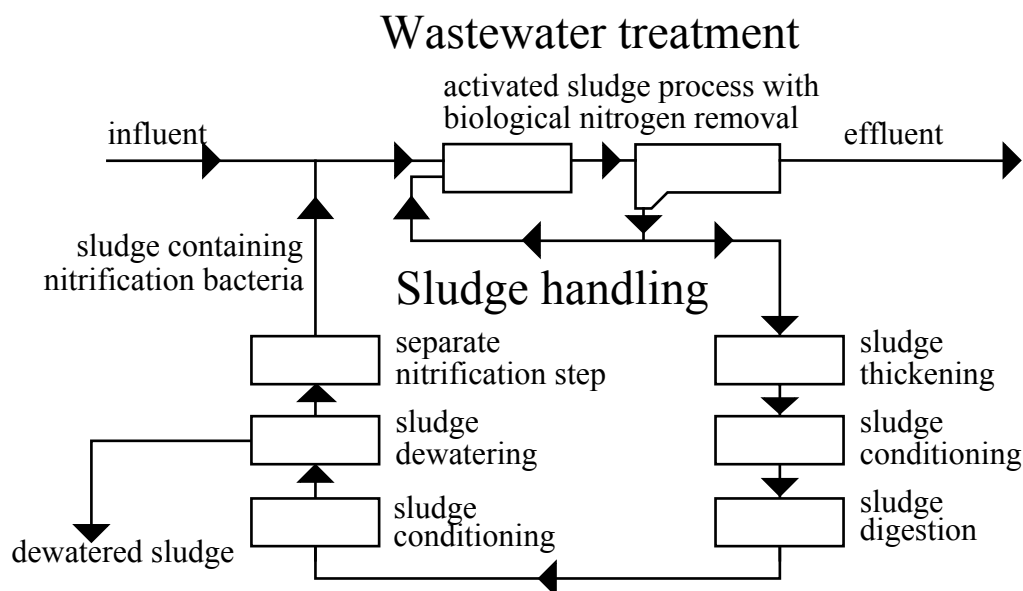 Wastewater treatment
activated sludge process with
biological nitrogen removal
influent
effluent
sludge containing
nitrification bacteria
Sludge handling
separate
nitrification step
sludge
thickening
sludge
dewatering
sludge
conditioning
sludge
conditioning
sludge
digestion
dewatered sludge